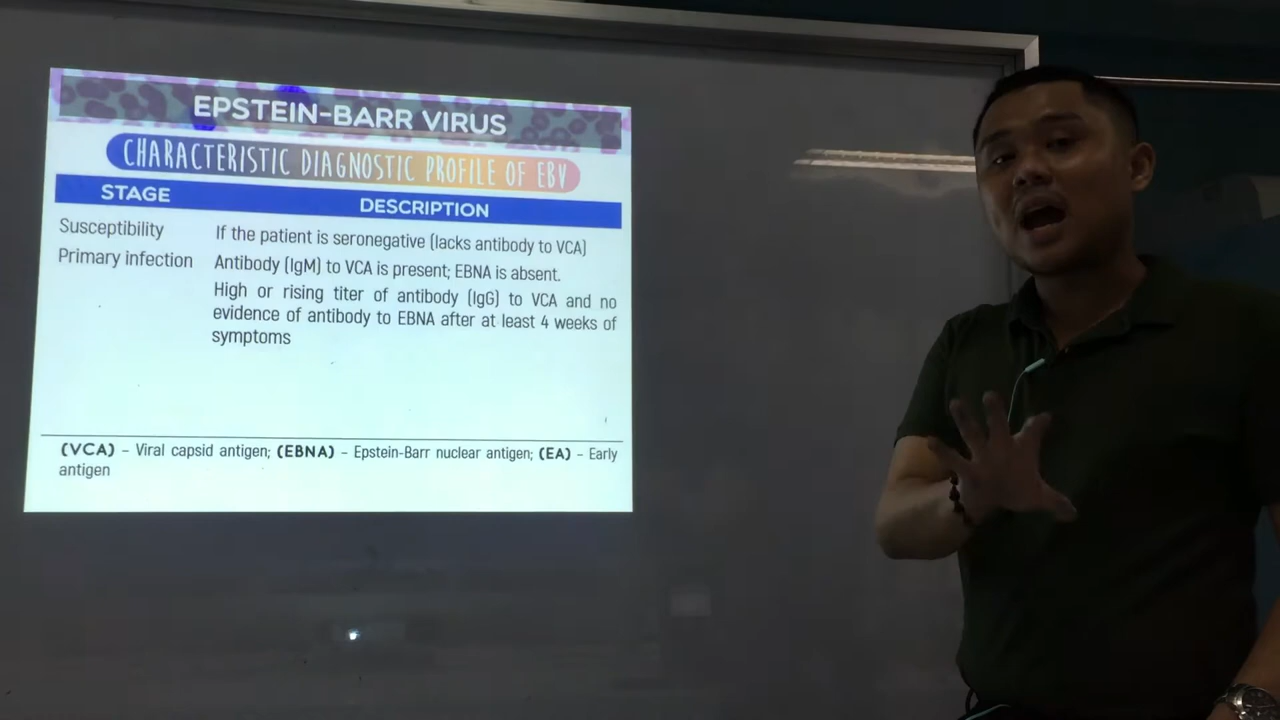 EPSTEIN-BARR VIRUS
CHARACTERISTIC DIAGNOSTIC PROFILE OF EBV
STAGE DESCRIPTION
Susceptibility If the patient is seronegative (lacks antibody to VCA)
Primary infection Antibody (IgM) to VCA is present; EBNA is absent.
High or rising titer of antibody (IgG) to VCA and no
evidence of antibody to EBNA after at least 4 weeks of
symptoms
(VCA) – Viral capsid antigen; (EBNA) – Epstein-Barr nuclear antigen; (EA) – Early
antigen